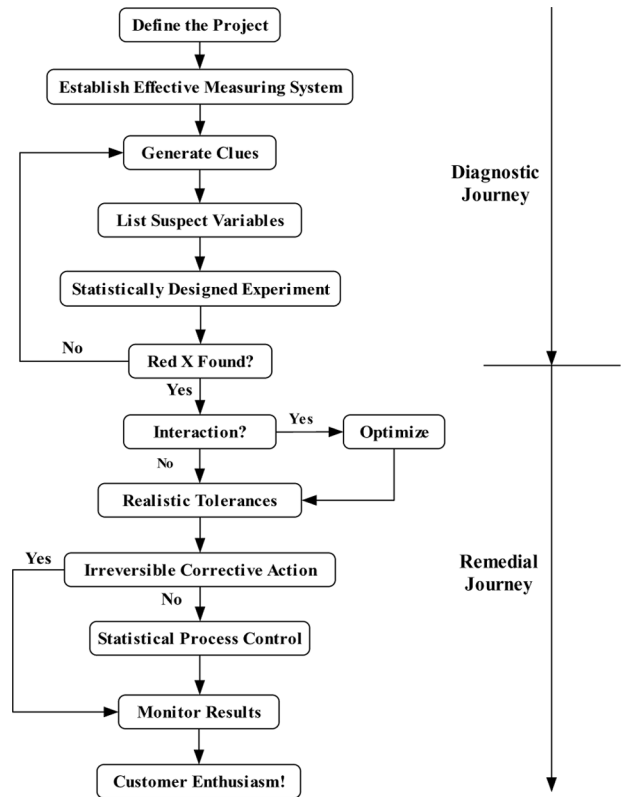 Define the Project
Establish Effective Measuring System
Generate Clues
Diagnostic
Journey
List Suspect Variables
Statistically Designed Experiment
No
Red X Found?
Yes
Interaction?
Yes
Optimize
No
Realistic Tolerances
Yes
Irreversible Corrective Action
Remedial
Journey
No
Statistical Process Control
Monitor Results
Customer Enthusiasm!